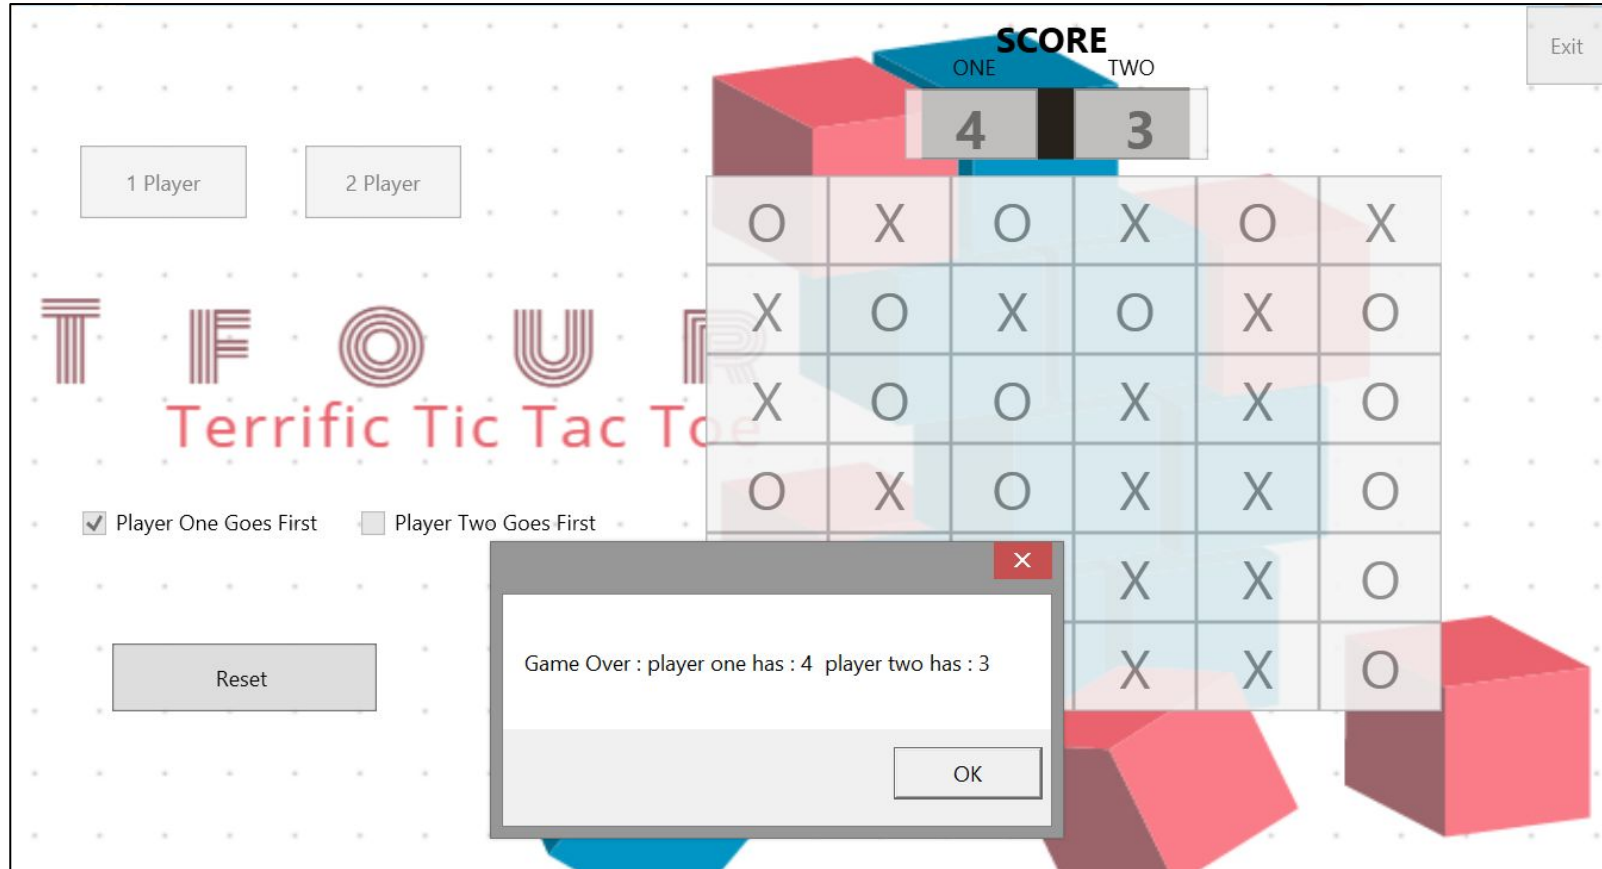 SCORE
ONE TWO
Exit
4 3
1 Player 2 Player
O X O X O X
X O X O X O
T F O U R
X O O X X O
Terrific Tic Tac Toe
O X O X X O
Player One Goes First Player Two Goes First
X X O
Game Over : player one has : 4 player two has : 3
X X O
Reset
OK